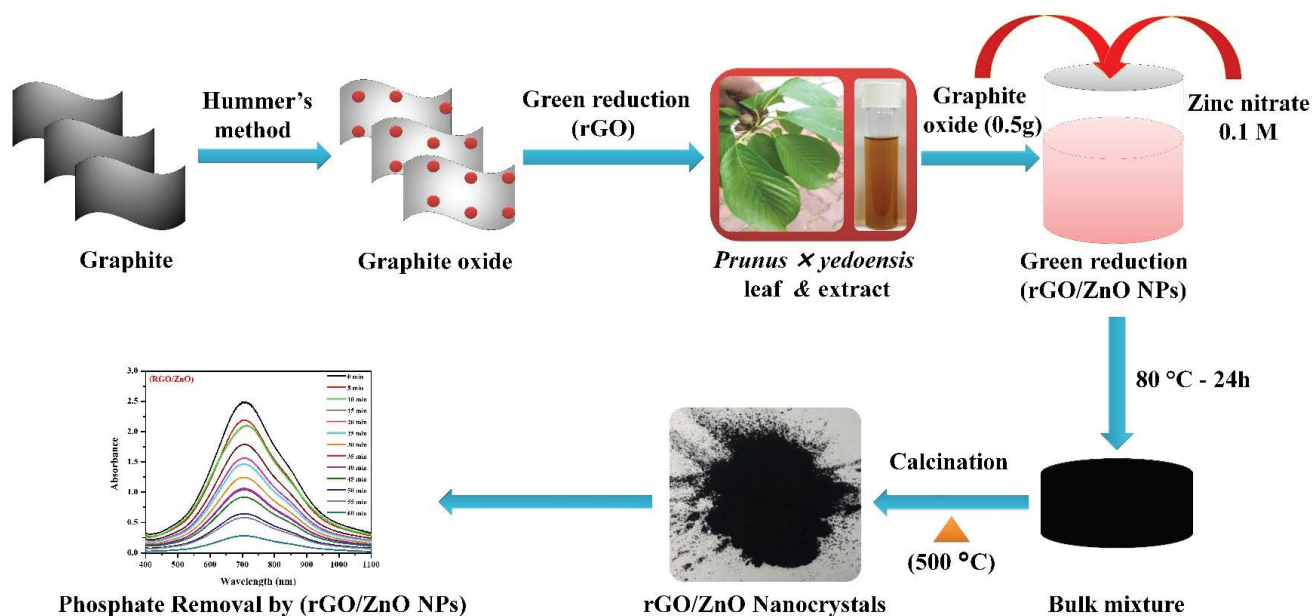 Graphite
Hummer's
method
Graphite oxide
Green reduction
(rGO)
Prunus × yedoensis
leaf & extract
Graphite
oxide (0.5g)
Zinc nitrate
0.1 M
Green reduction
(rGO/ZnO NPs)
80 °C - 24h
Bulk mixture
Calcination
(500 °C)
rGO/ZnO Nanocrystals
(RGO/ZnO)
0 min
5 min
10 min
15 min
20 min
25 min
30 min
35 min
40 min
45 min
50 min
55 min
60 min
3.0
2.5
2.0
1.5
1.0
0.5
0.0
Absorbance
400 500 600 700 800 900 1000 1100
Wavelength (nm)
Phosphate Removal by (rGO/ZnO NPs)